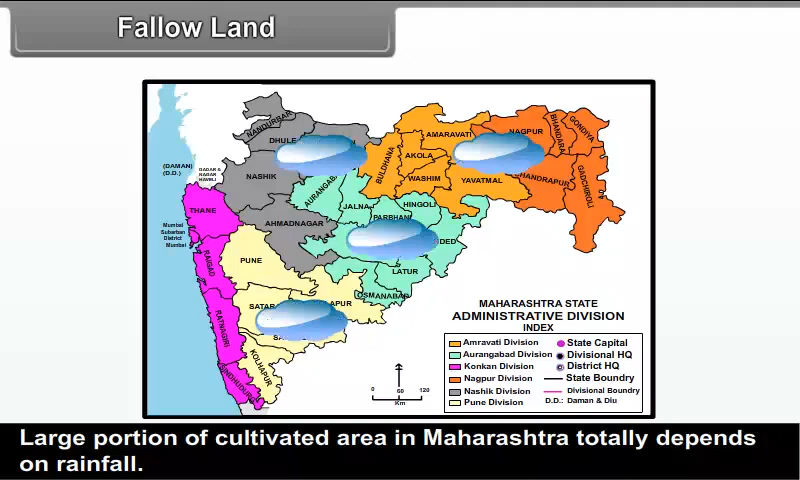 Fallow Land
NANDURBAR
DHULE
NASHIK
(DAMAN)
(D.D.)
DADAR &
NAGAR
HAVELI
THANE
Mumbai
Suburban
District
Mumbai
RAIGAD
RATNAGIRI
SINDHUDURG
AHMADNAGAR
PUNE
KOLHAPUR
JALNA
PARBHANI
HINGOLI
LATUR
OSMANABAD
BULDHANA
AKOLA
WASHIM
AMARAVATI
YAVATMAL
NAGPUR
BHANDARA
GONDIYA
CHANDRAPUR
GADCHIROLI
MAHARASHTRA STATE
ADMINISTRATIVE DIVISION
INDEX
Amravati Division
Aurangabad Division
Konkan Division
Nagpur Division
Nashik Division
Pune Division
State Capital
Divisional HQ
District HQ
State Boundry
Divisional Boundry
D.D.: Daman & Diu
0 60 120
Km
Large portion of cultivated area in Maharashtra totally depends
on rainfall.